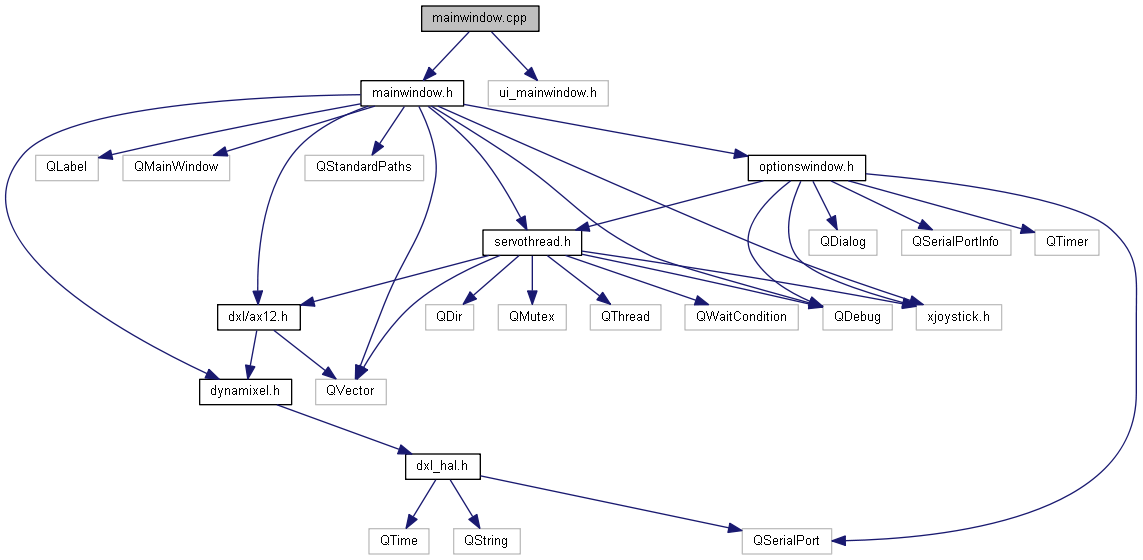 mainwindow.cpp
mainwindow.h
ui_mainwindow.h
QLabel
QMainWindow
QStandardPaths
optionswindow.h
servothread.h
QDialog
QSerialPortInfo
QTimer
dxl/ax12.h
QDir
QMutex
QThread
QWaitCondition
QDebug
xjoystick.h
dynamixel.h
QVector
dxl_hal.h
QTime
QString
QSerialPort